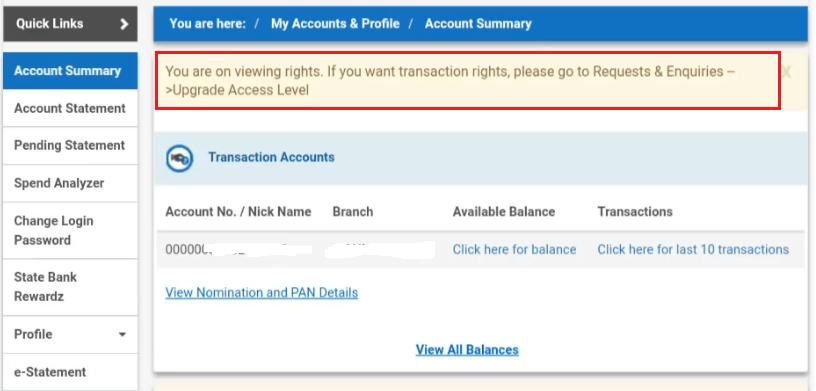 Quick Links
You are here: / My Accounts & Profile / Account Summary
Account Summary
Account Statement
Pending Statement
Spend Analyzer
Change Login
Password
State Bank
Rewardz
Profile
e-Statement
You are on viewing rights. If you want transaction rights, please go to Requests & Enquiries –
>Upgrade Access Level
X
Transaction Accounts
Account No. / Nick Name Branch Available Balance Transactions
Click here for balance Click here for last 10 transactions
View Nomination and PAN Details
View All Balances